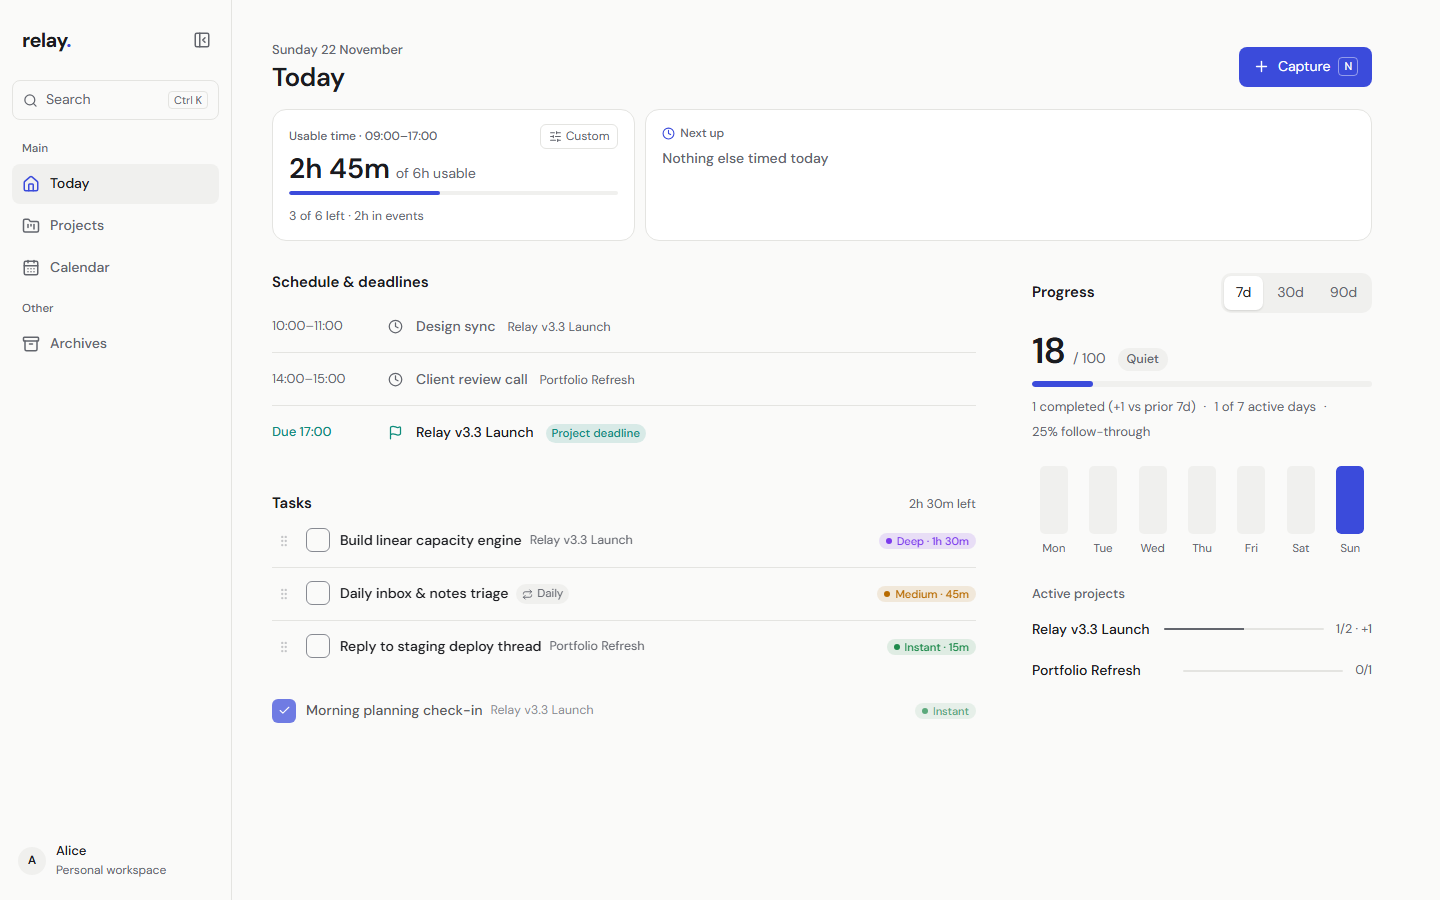 relay.
Search Ctrl K
Main
Today
Projects
Calendar
Other
Archives
A Alice
Personal workspace
Sunday 22 November
Today
Capture N
Usable time · 09:00–17:00 Custom
2h 45m of 6h usable
3 of 6 left · 2h in events
Next up
Nothing else timed today
Schedule & deadlines
10:00–11:00 Design sync Relay v3.3 Launch
14:00–15:00 Client review call Portfolio Refresh
Due 17:00 Relay v3.3 Launch Project deadline
Tasks 2h 30m left
Build linear capacity engine Relay v3.3 Launch Deep · 1h 30m
Daily inbox & notes triage Daily Medium · 45m
Reply to staging deploy thread Portfolio Refresh Instant · 15m
Morning planning check-in Relay v3.3 Launch Instant
Progress 7d 30d 90d
18 / 100 Quiet
1 completed (+1 vs prior 7d) · 1 of 7 active days ·
25% follow-through
Mon Tue Wed Thu Fri Sat Sun
Active projects
Relay v3.3 Launch 1/2 · +1
Portfolio Refresh 0/1